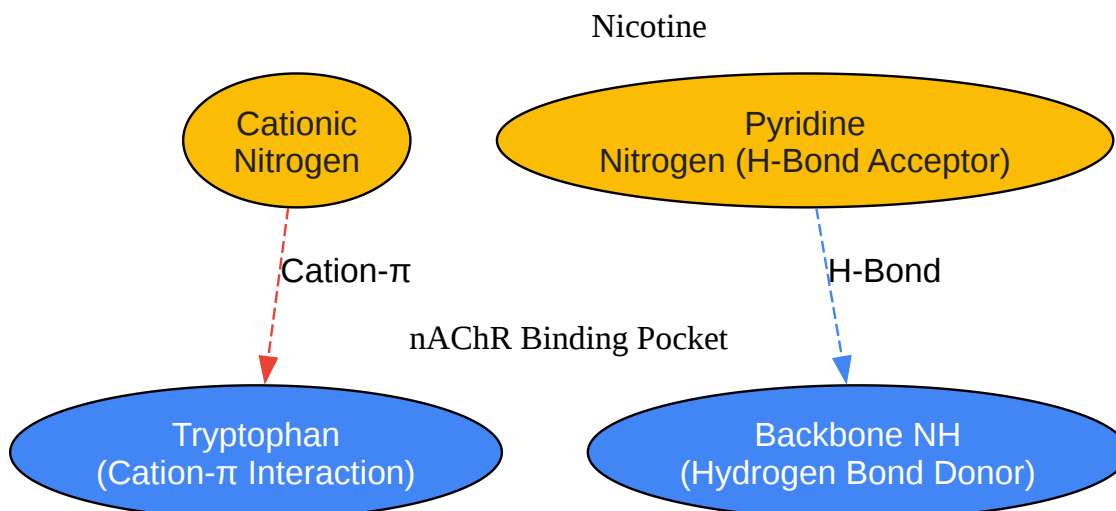 Nicotine
Cationic
Nitrogen
Pyridine
Nitrogen (H-Bond Acceptor)
Cation-π
H-Bond
nAChR Binding Pocket
Tryptophan
(Cation-π Interaction)
Backbone NH
(Hydrogen Bond Donor)